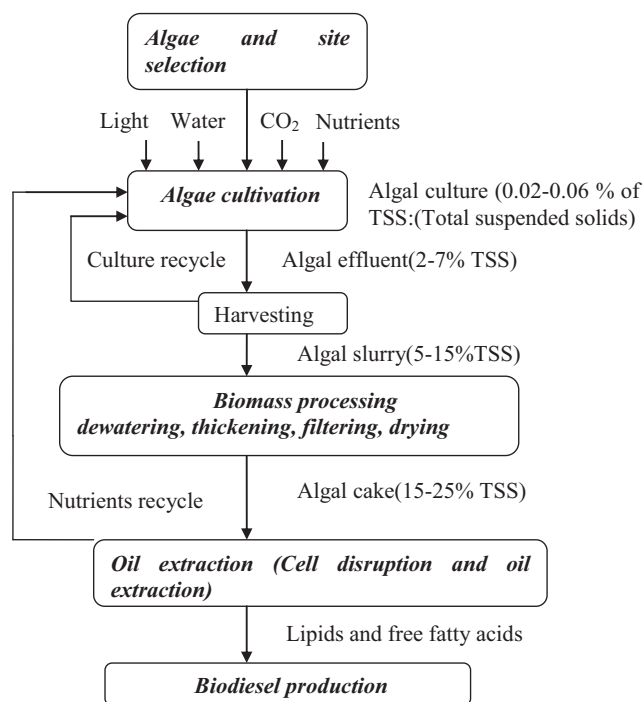 Algae and site
selection
Light
Water
CO₂
Nutrients
Algae cultivation
Algal culture (0.02-0.06 % of
TSS:(Total suspended solids)
Culture recycle
Algal effluent(2-7% TSS)
Harvesting
Algal slurry(5-15%TSS)
Biomass processing
dewatering, thickening, filtering, drying
Nutrients recycle
Algal cake(15-25% TSS)
Oil extraction (Cell disruption and oil
extraction)
Lipids and free fatty acids
Biodiesel production